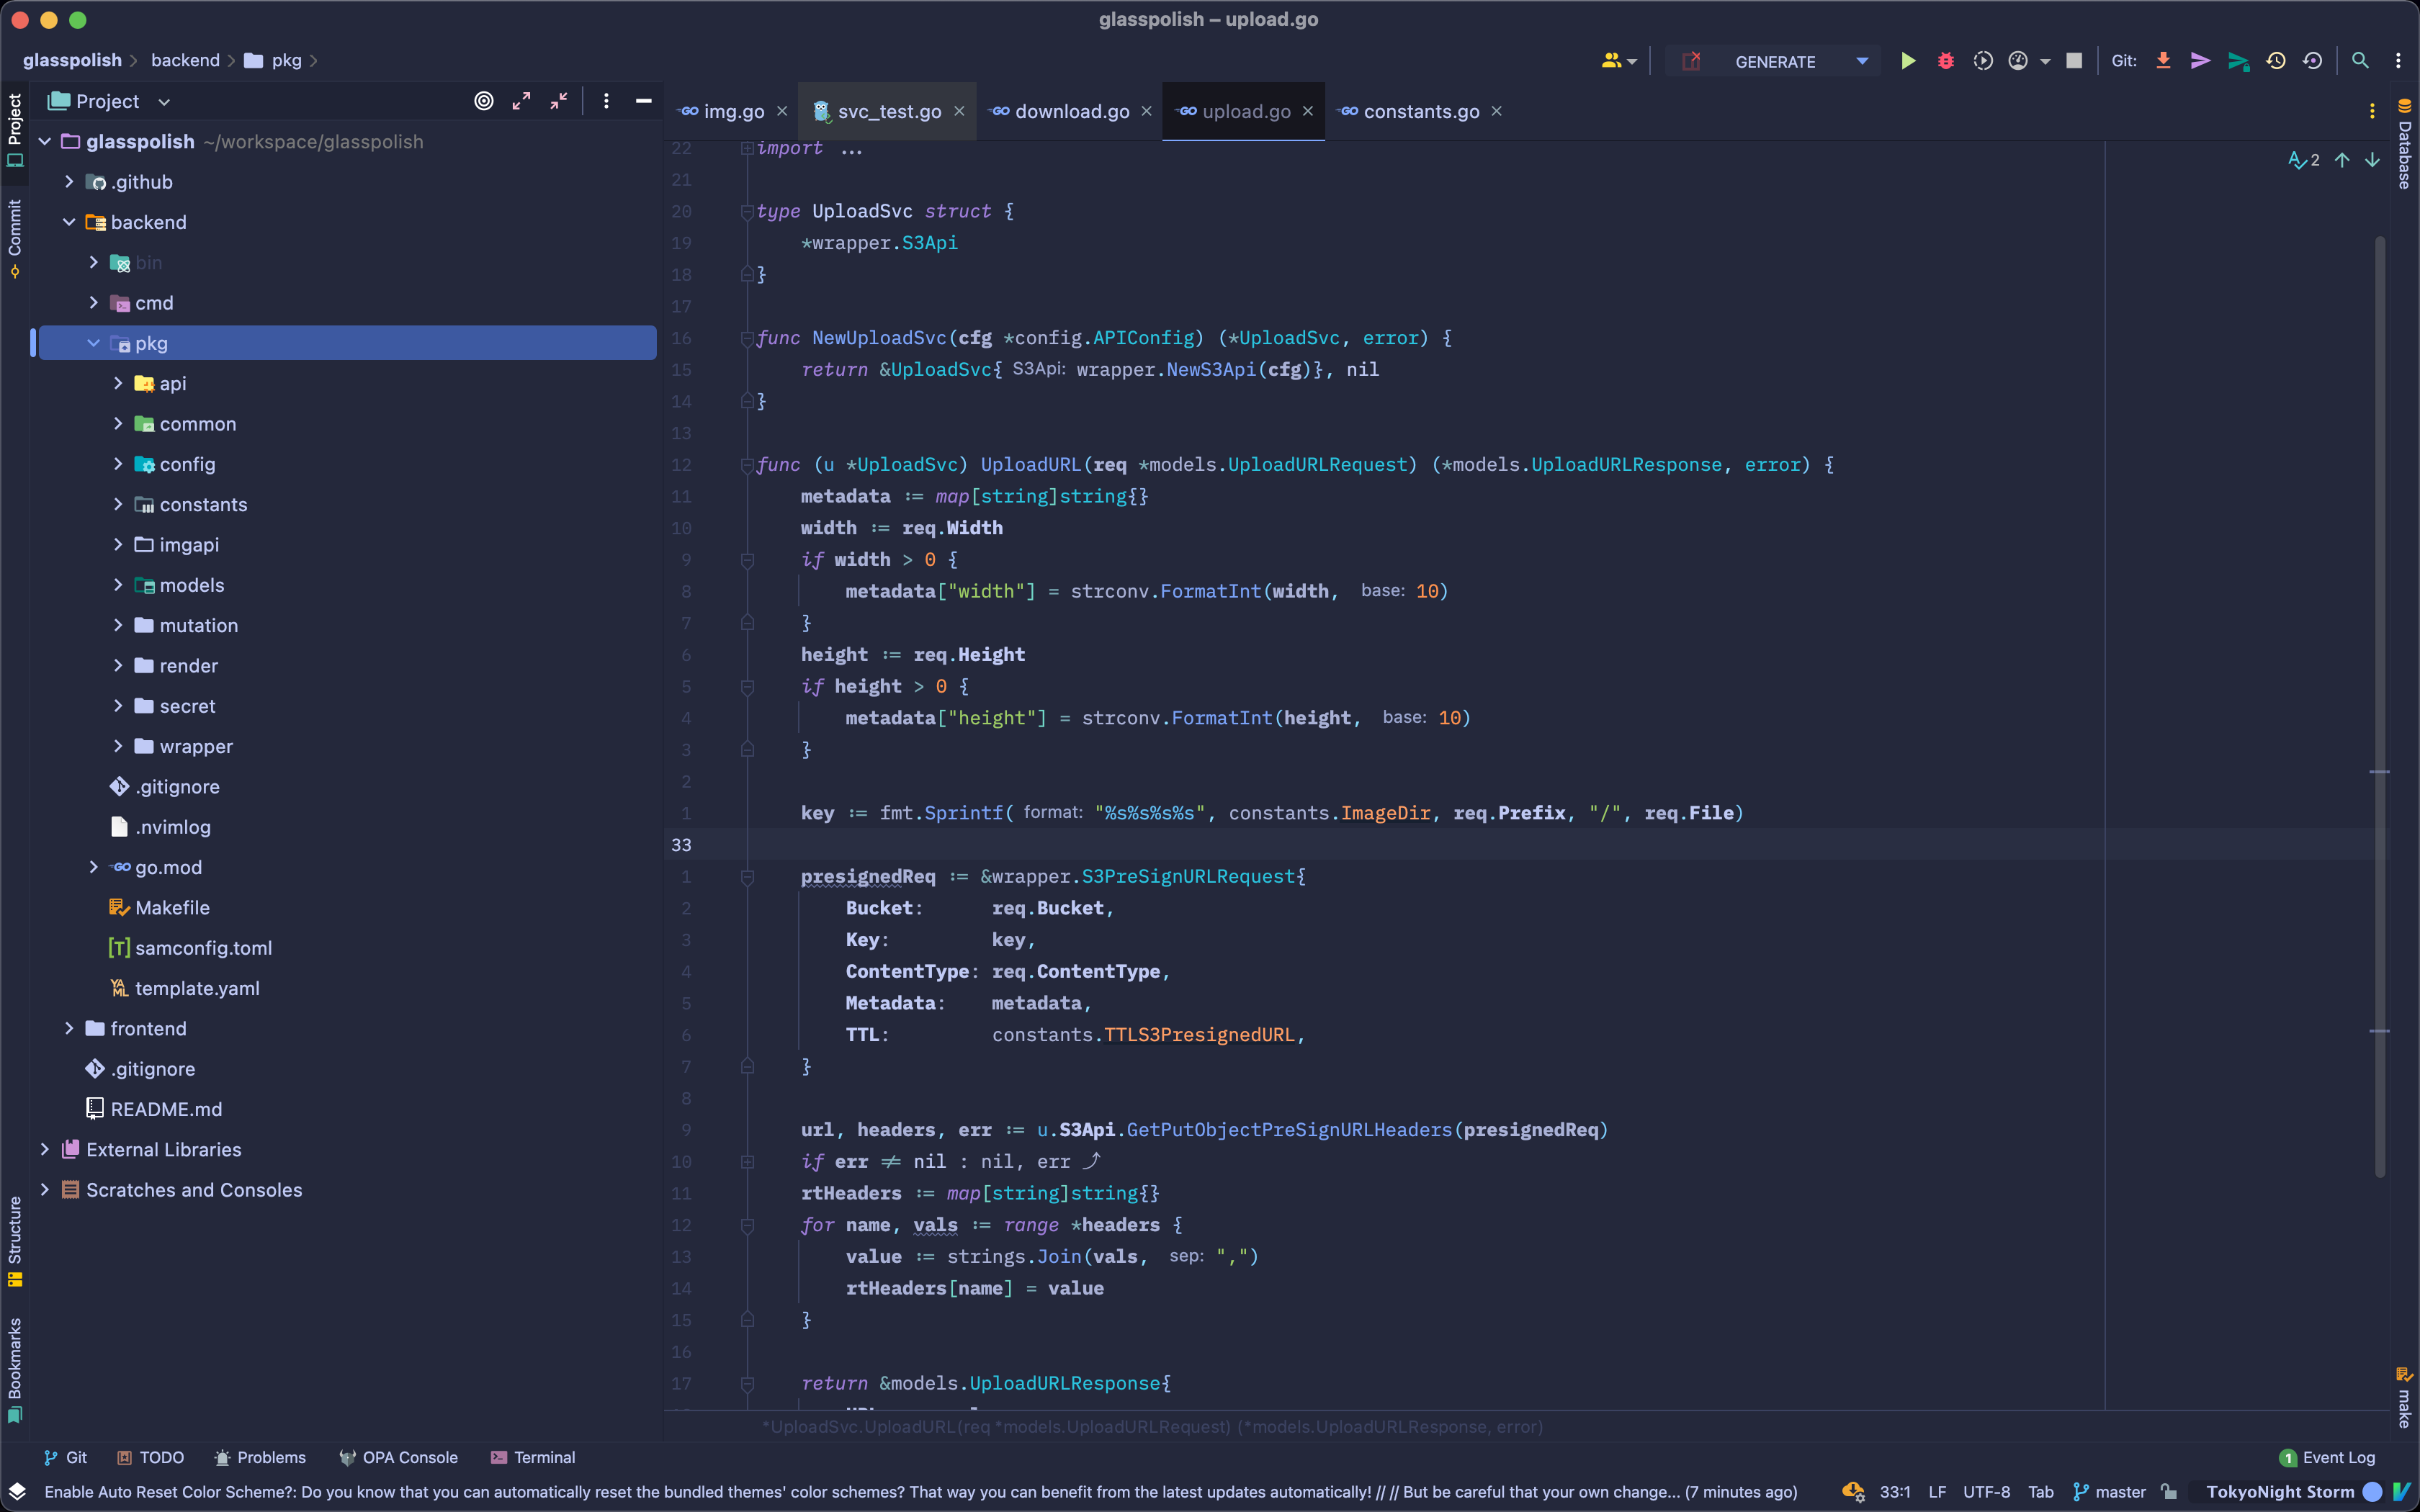 glasspolish – upload.go
glasspolish backend pkg
GENERATE Git:
Project
img.go svc_test.go download.go upload.go constants.go
Project
Commit
Structure
Bookmarks
glasspolish ~/workspace/glasspolish
.github
backend
bin
cmd
pkg
api
common
config
constants
imgapi
models
mutation
render
secret
wrapper
.gitignore
.nvimlog
go.mod
Makefile
samconfig.toml
template.yaml
frontend
.gitignore
README.md
External Libraries
Scratches and Consoles
2
22 import ...
21
20 type UploadSvc struct {
19 *wrapper.S3Api
18 }
17
16 func NewUploadSvc(cfg *config.APIConfig) (*UploadSvc, error) {
15 return &UploadSvc{ S3Api: wrapper.NewS3Api(cfg)}, nil
14 }
13
12 func (u *UploadSvc) UploadURL(req *models.UploadURLRequest) (*models.UploadURLResponse, error) {
11 metadata := map[string]string{}
10 width := req.Width
9 if width > 0 {
8 metadata["width"] = strconv.FormatInt(width, base: 10)
7 }
6 height := req.Height
5 if height > 0 {
4 metadata["height"] = strconv.FormatInt(height, base: 10)
3 }
2
1 key := fmt.Sprintf( format: "%s%s%s%s", constants.ImageDir, req.Prefix, "/", req.File)
33
1 presignedReq := &wrapper.S3PreSignURLRequest{
2 Bucket: req.Bucket,
3 Key: key,
4 ContentType: req.ContentType,
5 Metadata: metadata,
6 TTL: constants.TTLS3PresignedURL,
7 }
8
9 url, headers, err := u.S3Api.GetPutObjectPreSignURLHeaders(presignedReq)
10 if err ≠ nil : nil, err ⤴
11 rtHeaders := map[string]string{}
12 for name, vals := range *headers {
13 value := strings.Join(vals, sep: ",")
14 rtHeaders[name] = value
15 }
16
17 return &models.UploadURLResponse{
*UploadSvc.UploadURL(req *models.UploadURLRequest) (*models.UploadURLResponse, error)
Database
make
Git TODO Problems OPA Console Terminal 1 Event Log
Enable Auto Reset Color Scheme?: Do you know that you can automatically reset the bundled themes' color schemes? That way you can benefit from the latest updates automatically! // // But be careful that your own change... (7 minutes ago) 33:1 LF UTF-8 Tab master TokyoNight Storm